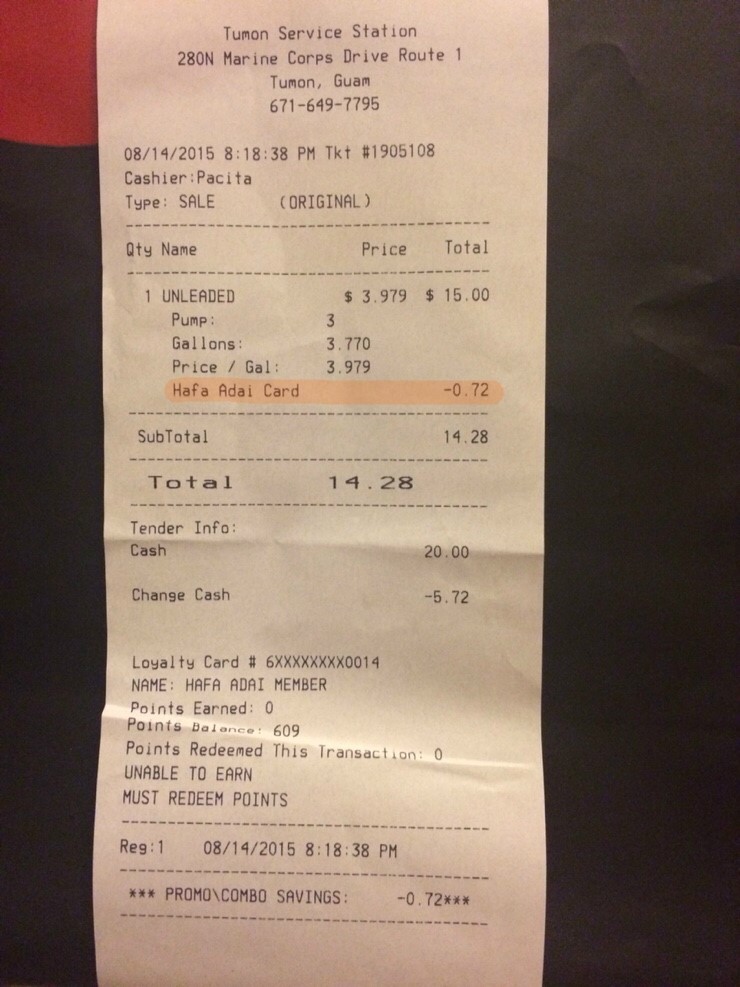 Tumon Service Station
280N Marine Corps Drive Route 1
Tumon, Guam
671-649-7795
08/14/2015 8:18:38 PM Tkt #1905108
Cashier:Pacita
Type: SALE (ORIGINAL)
Qty Name Price Total
1 UNLEADED $ 3.979 $ 15.00
Pump: 3
Gallons: 3.770
Price / Gal: 3.979
Hafa Adai Card -0.72
SubTotal 14.28
Total 14.28
Tender Info:
Cash 20.00
Change Cash -5.72
Loyalty Card # 6XXXXXXXX0014
NAME: HAFA ADAI MEMBER
Points Earned: 0
Points Balance: 609
Points Redeemed This Transaction: 0
UNABLE TO EARN
MUST REDEEM POINTS
Reg:1 08/14/2015 8:18:38 PM
*** PROMO\COMBO SAVINGS: -0.72***